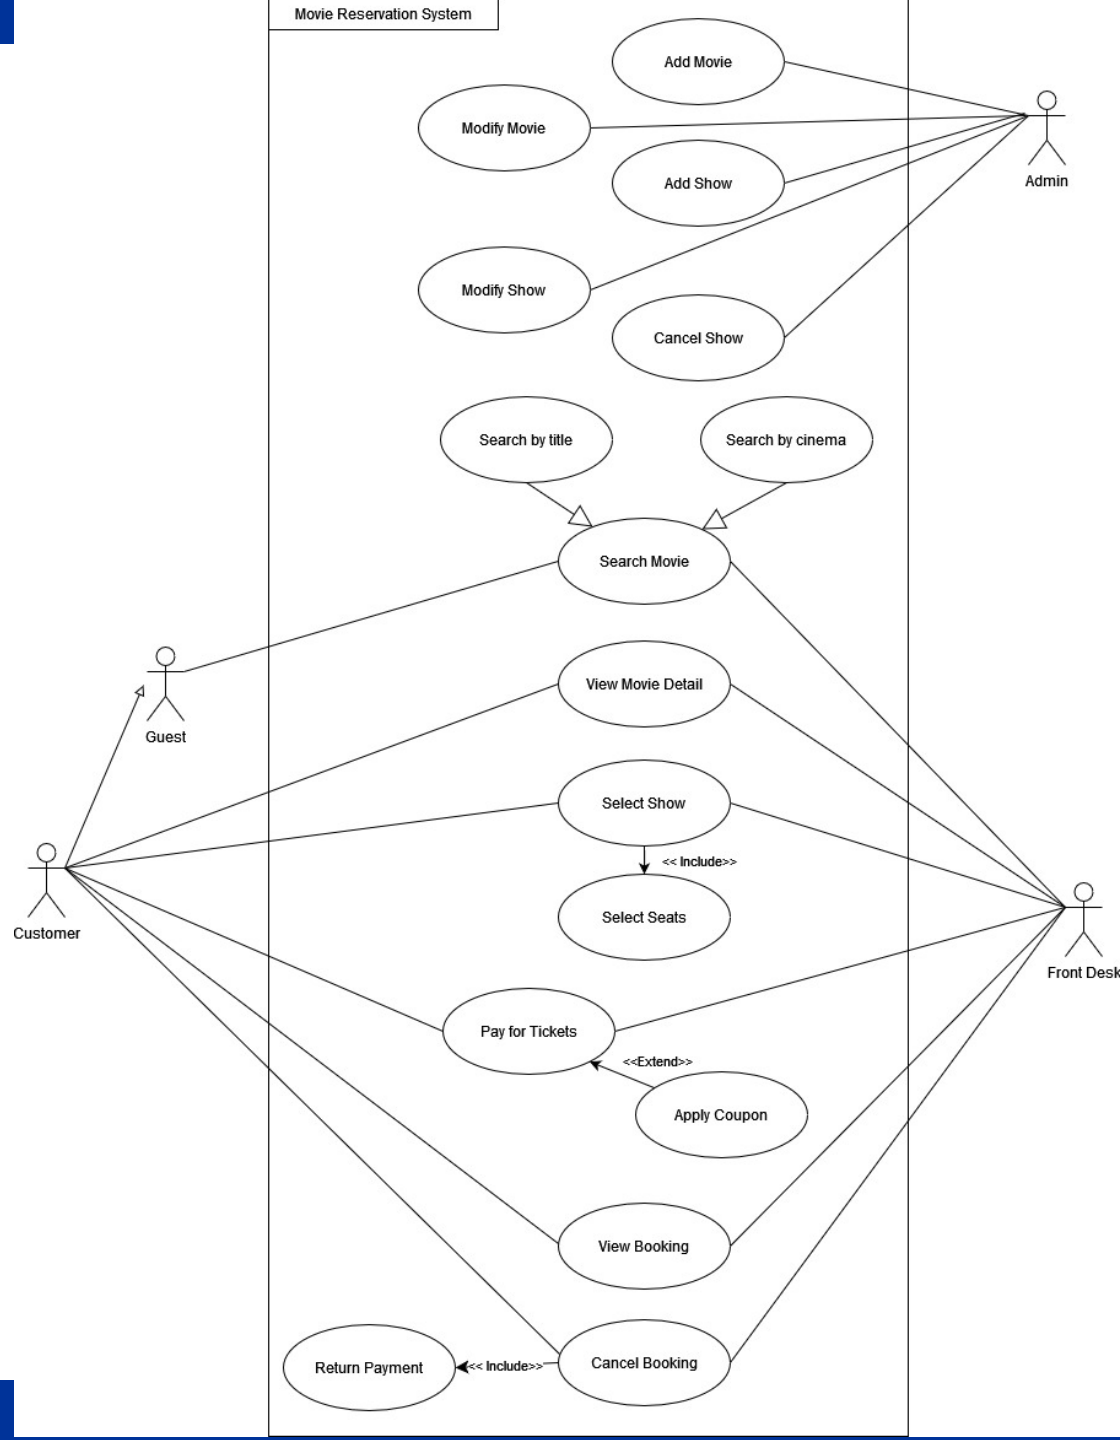 Movie Reservation System
Add Movie
Modify Movie
Admin
Add Show
Modify Show
Cancel Show
Search by title
Search by cinema
Search Movie
Guest
View Movie Detail
Select Show
<< Include>>
Select Seats
Customer
Front Desk
Pay for Tickets
<<Extend>>
Apply Coupon
View Booking
Return Payment
<< Include>>
Cancel Booking